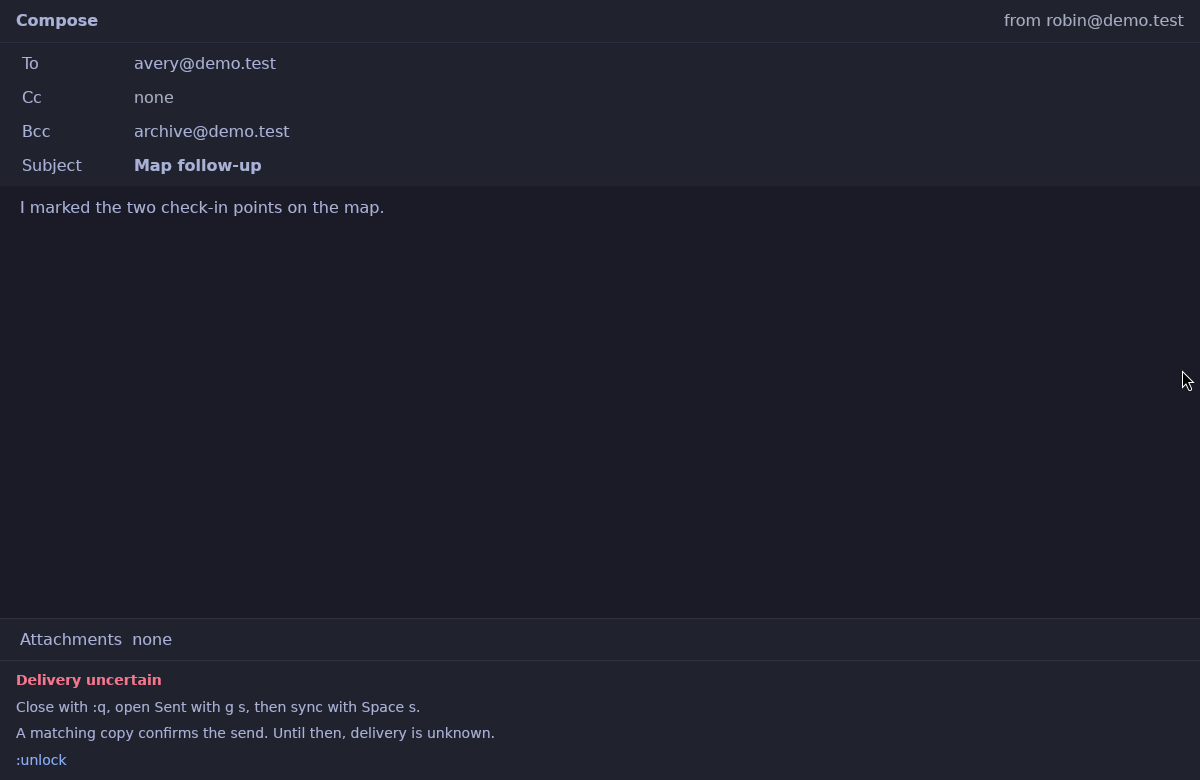 Compose from robin@demo.test
To avery@demo.test
Cc none
Bcc archive@demo.test
Subject Map follow-up
I marked the two check-in points on the map.
Attachments none
Delivery uncertain
Close with :q, open Sent with g s, then sync with Space s.
A matching copy confirms the send. Until then, delivery is unknown.
:unlock